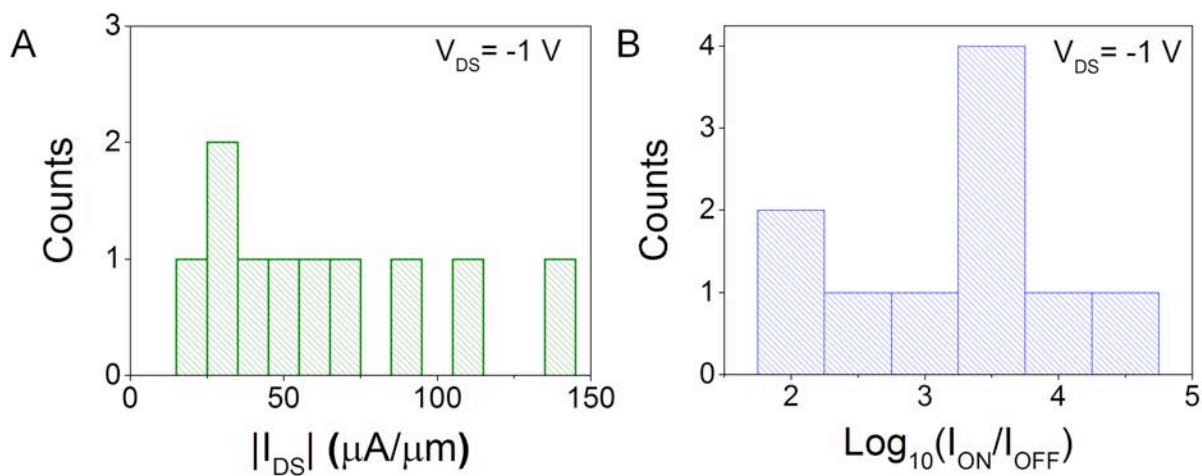 A
V_DS= -1 V
Counts
3
2
1
0
0
50
100
150
|I_DS| (μA/μm)
B
V_DS= -1 V
Counts
4
3
2
1
0
2
3
4
5
Log₁₀(I_ON/I_OFF)